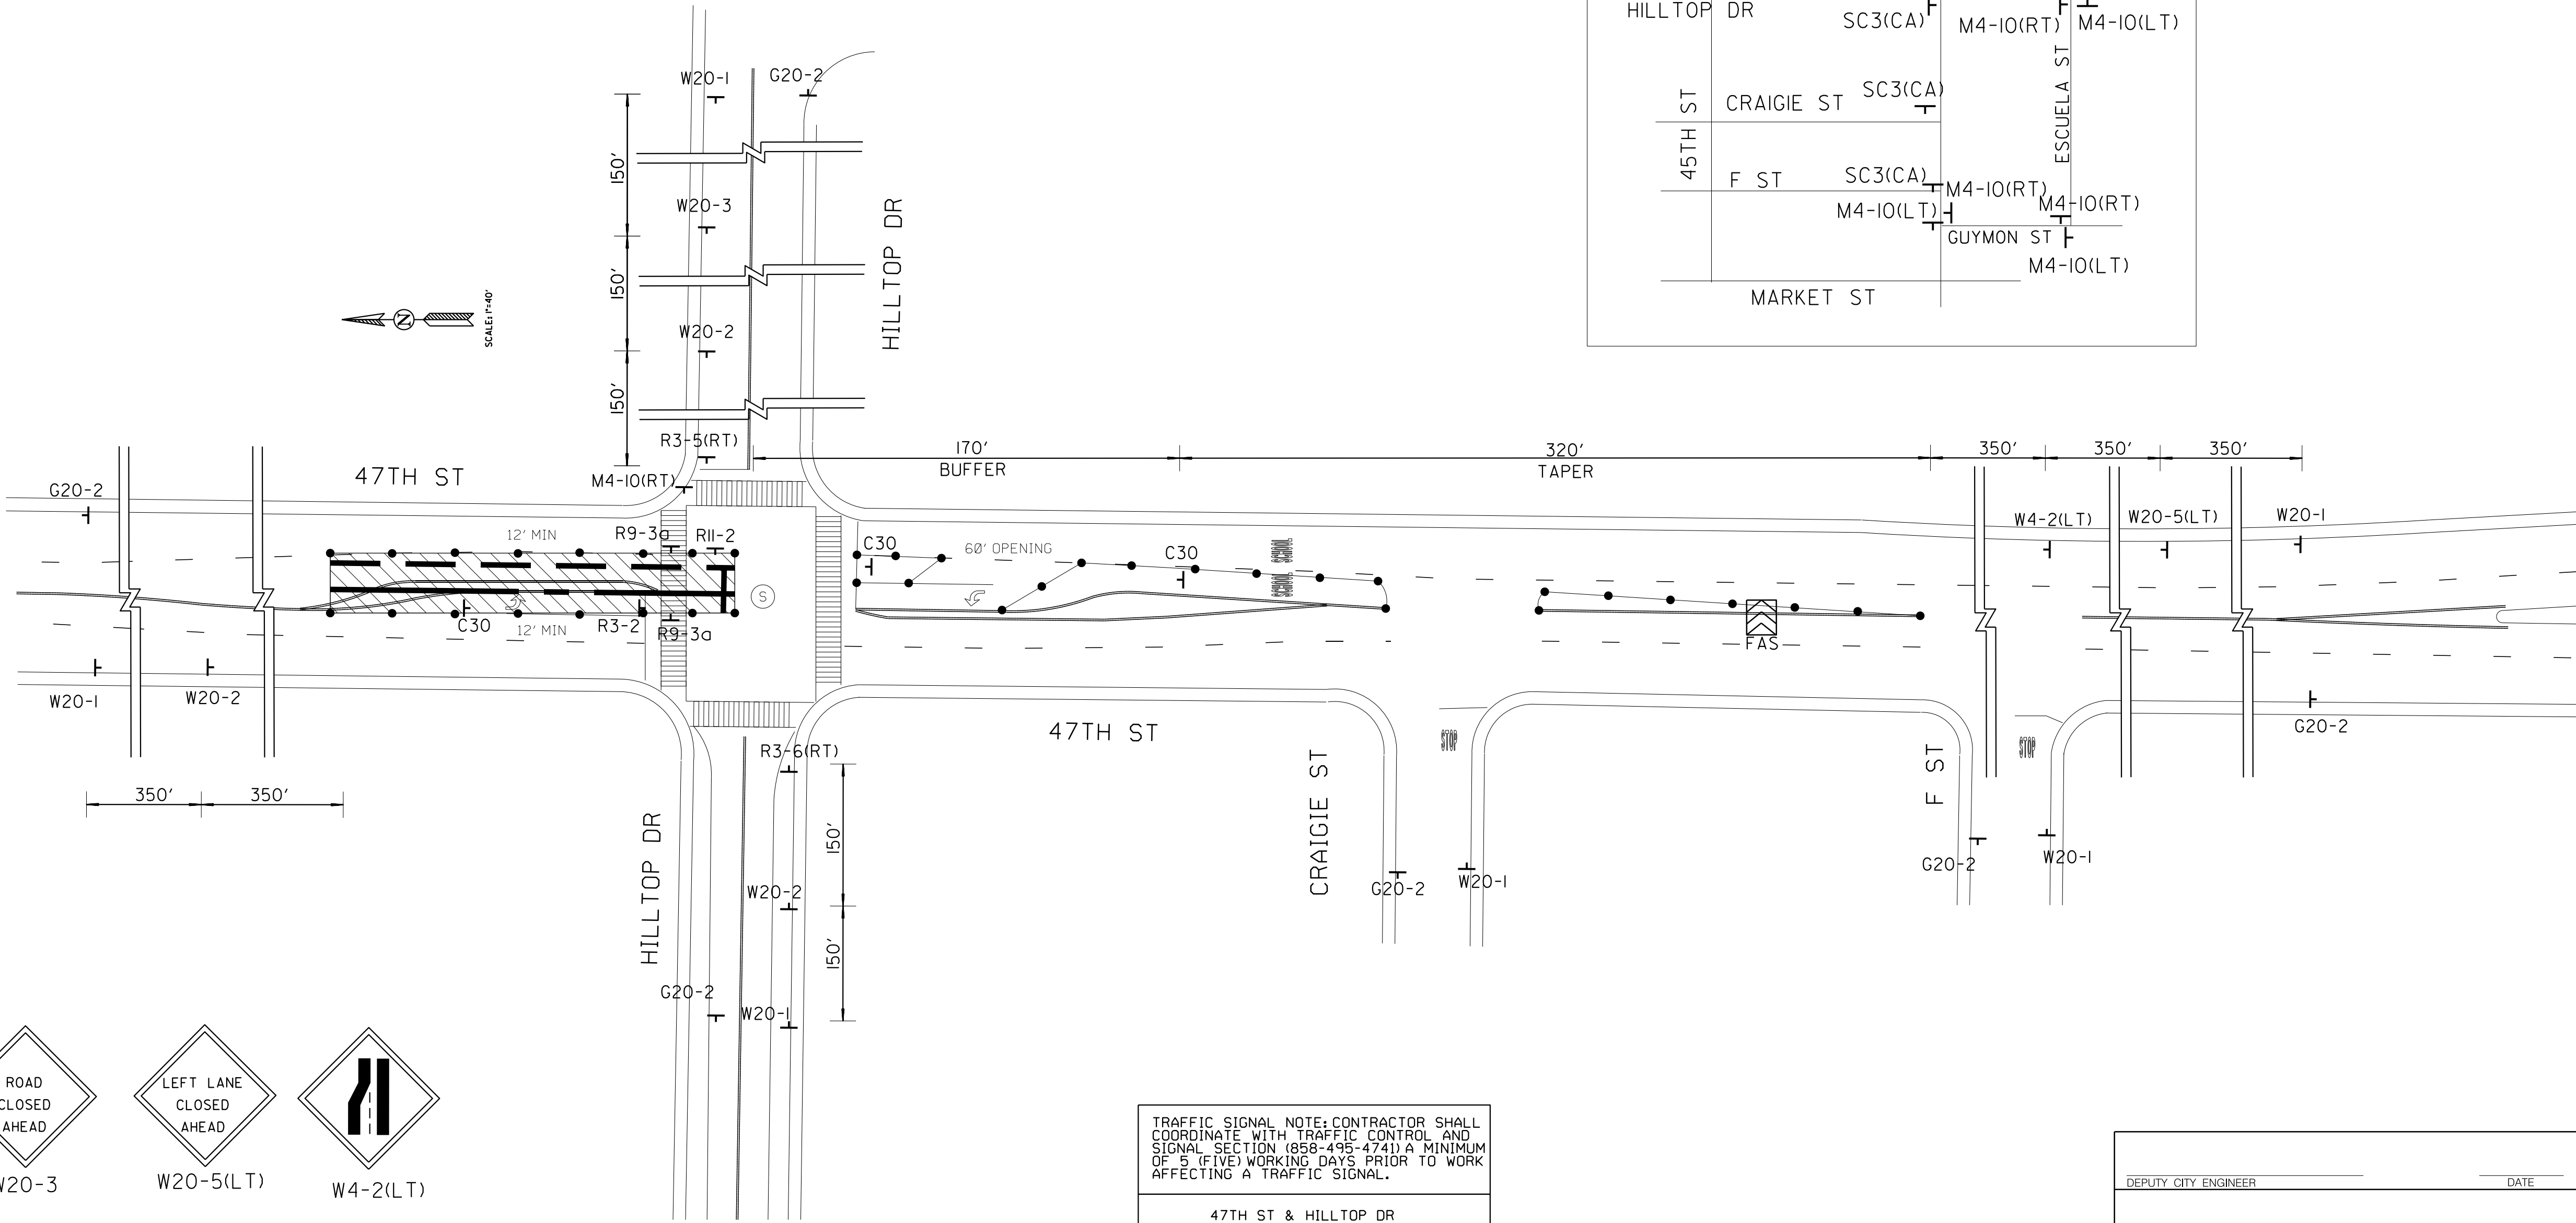 HILLTOP DR
SC3(CA)
M4-10(RT)
M4-10(LT)
45TH ST
CRAIGIE ST
SC3(CA)
ESCUELA ST
F ST
SC3(CA)
M4-10(RT)
M4-10(LT)
M4-10(RT)
GUYMON ST
M4-10(LT)
MARKET ST
W20-1
G20-2
150'
W20-3
150'
HILLTOP DR
W20-2
150'
N
SCALE: 1"=40'
R3-5(RT)
M4-10(RT)
170'
BUFFER
320'
TAPER
350'
350'
350'
47TH ST
G20-2
12' MIN
R9-3a
R11-2
C30
60' OPENING
C30
SCHOOL
SCHOOL
W4-2(LT)
W20-5(LT)
W20-1
S
C30
12' MIN
R3-2
R9-3a
FAS
W20-1
W20-2
G20-2
350'
350'
47TH ST
R3-6(RT)
CRAIGIE ST
STOP
F ST
STOP
HILLTOP DR
150'
W20-2
150'
G20-2
W20-1
G20-2
W20-1
G20-2
W20-1
ROAD
CLOSED
AHEAD
W20-3
LEFT LANE
CLOSED
AHEAD
W20-5(LT)
W4-2(LT)
TRAFFIC SIGNAL NOTE: CONTRACTOR SHALL
COORDINATE WITH TRAFFIC CONTROL AND
SIGNAL SECTION (858-495-4741) A MINIMUM
OF 5 (FIVE) WORKING DAYS PRIOR TO WORK
AFFECTING A TRAFFIC SIGNAL.
47TH ST & HILLTOP DR
DEPUTY CITY ENGINEER
DATE